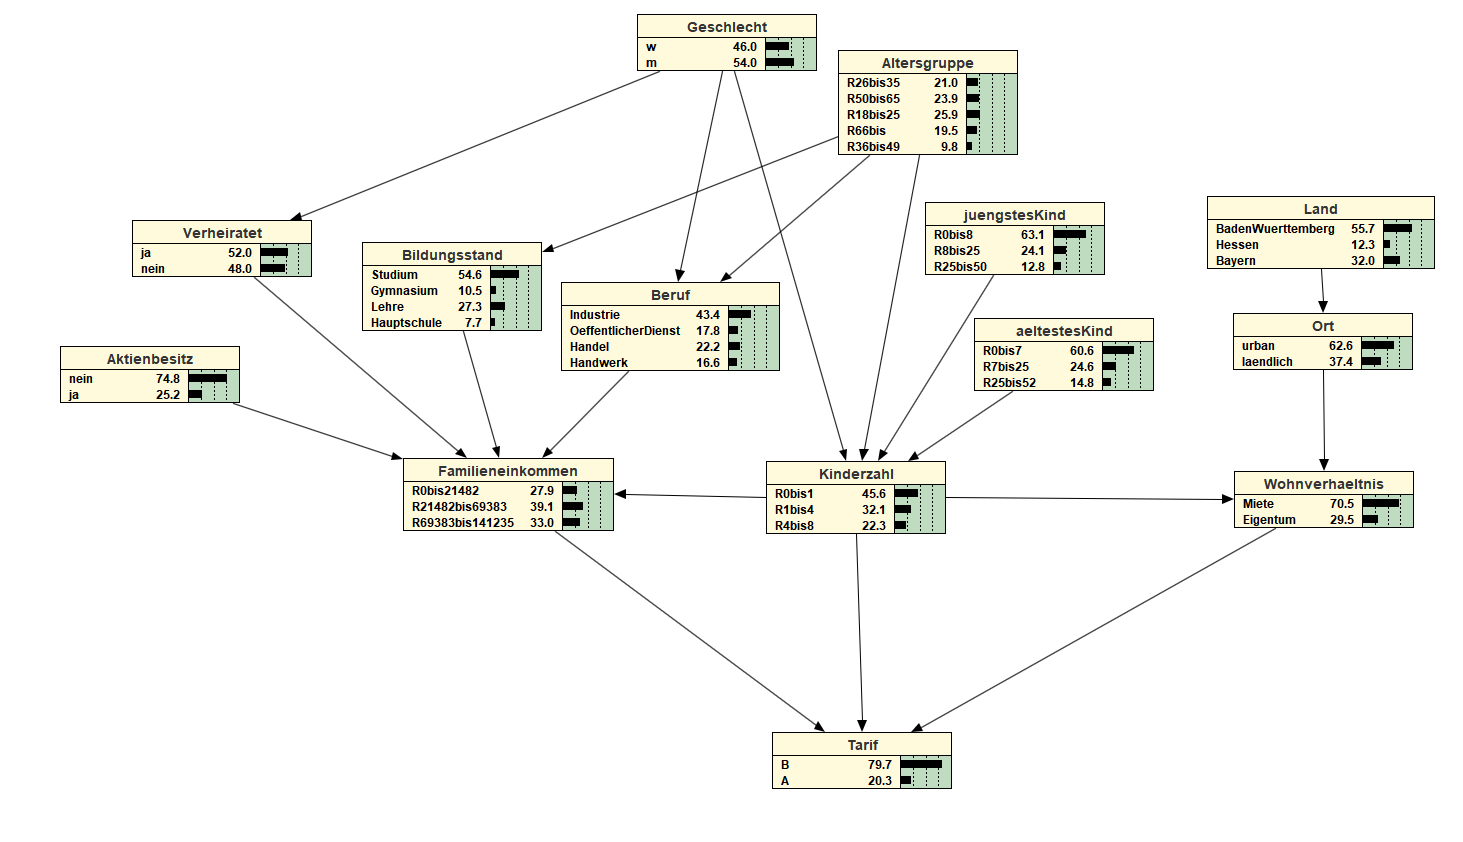 Geschlecht
w 46.0
m 54.0
Altersgruppe
R26bis35 21.0
R50bis65 23.9
R18bis25 25.9
R66bis 19.5
R36bis49 9.8
juengstesKind
R0bis8 63.1
R8bis25 24.1
R25bis50 12.8
Land
BadenWuerttemberg 55.7
Hessen 12.3
Bayern 32.0
Verheiratet
ja 52.0
nein 48.0
Bildungsstand
Studium 54.6
Gymnasium 10.5
Lehre 27.3
Hauptschule 7.7
Beruf
Industrie 43.4
OeffentlicherDienst 17.8
Handel 22.2
Handwerk 16.6
aeltestesKind
R0bis7 60.6
R7bis25 24.6
R25bis52 14.8
Ort
urban 62.6
laendlich 37.4
Aktienbesitz
nein 74.8
ja 25.2
Familieneinkommen
R0bis21482 27.9
R21482bis69383 39.1
R69383bis141235 33.0
Kinderzahl
R0bis1 45.6
R1bis4 32.1
R4bis8 22.3
Wohnverhaeltnis
Miete 70.5
Eigentum 29.5
Tarif
B 79.7
A 20.3